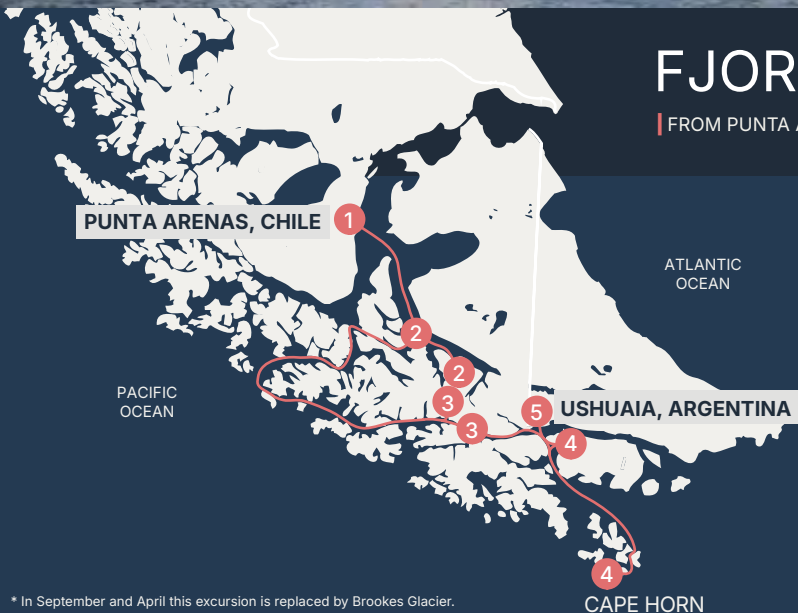 FJOR
FROM PUNTA A
PUNTA ARENAS, CHILE
1
ATLANTIC
OCEAN
2
2
PACIFIC
OCEAN
3
3
5
USHUAIA, ARGENTINA
4
4
CAPE HORN
* In September and April this excursion is replaced by Brookes Glacier.